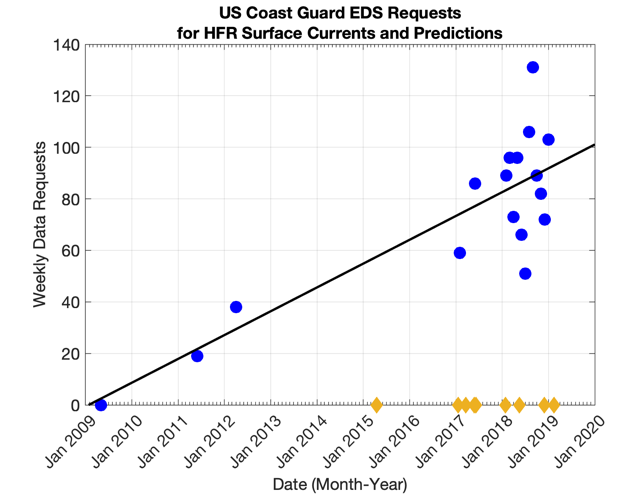 US Coast Guard EDS Requests
for HFR Surface Currents and Predictions
Weekly Data Requests
140
120
100
80
60
40
20
0
Jan 2009
Jan 2010
Jan 2011
Jan 2012
Jan 2013
Jan 2014
Jan 2015
Jan 2016
Jan 2017
Jan 2018
Jan 2019
Jan 2020
Date (Month-Year)